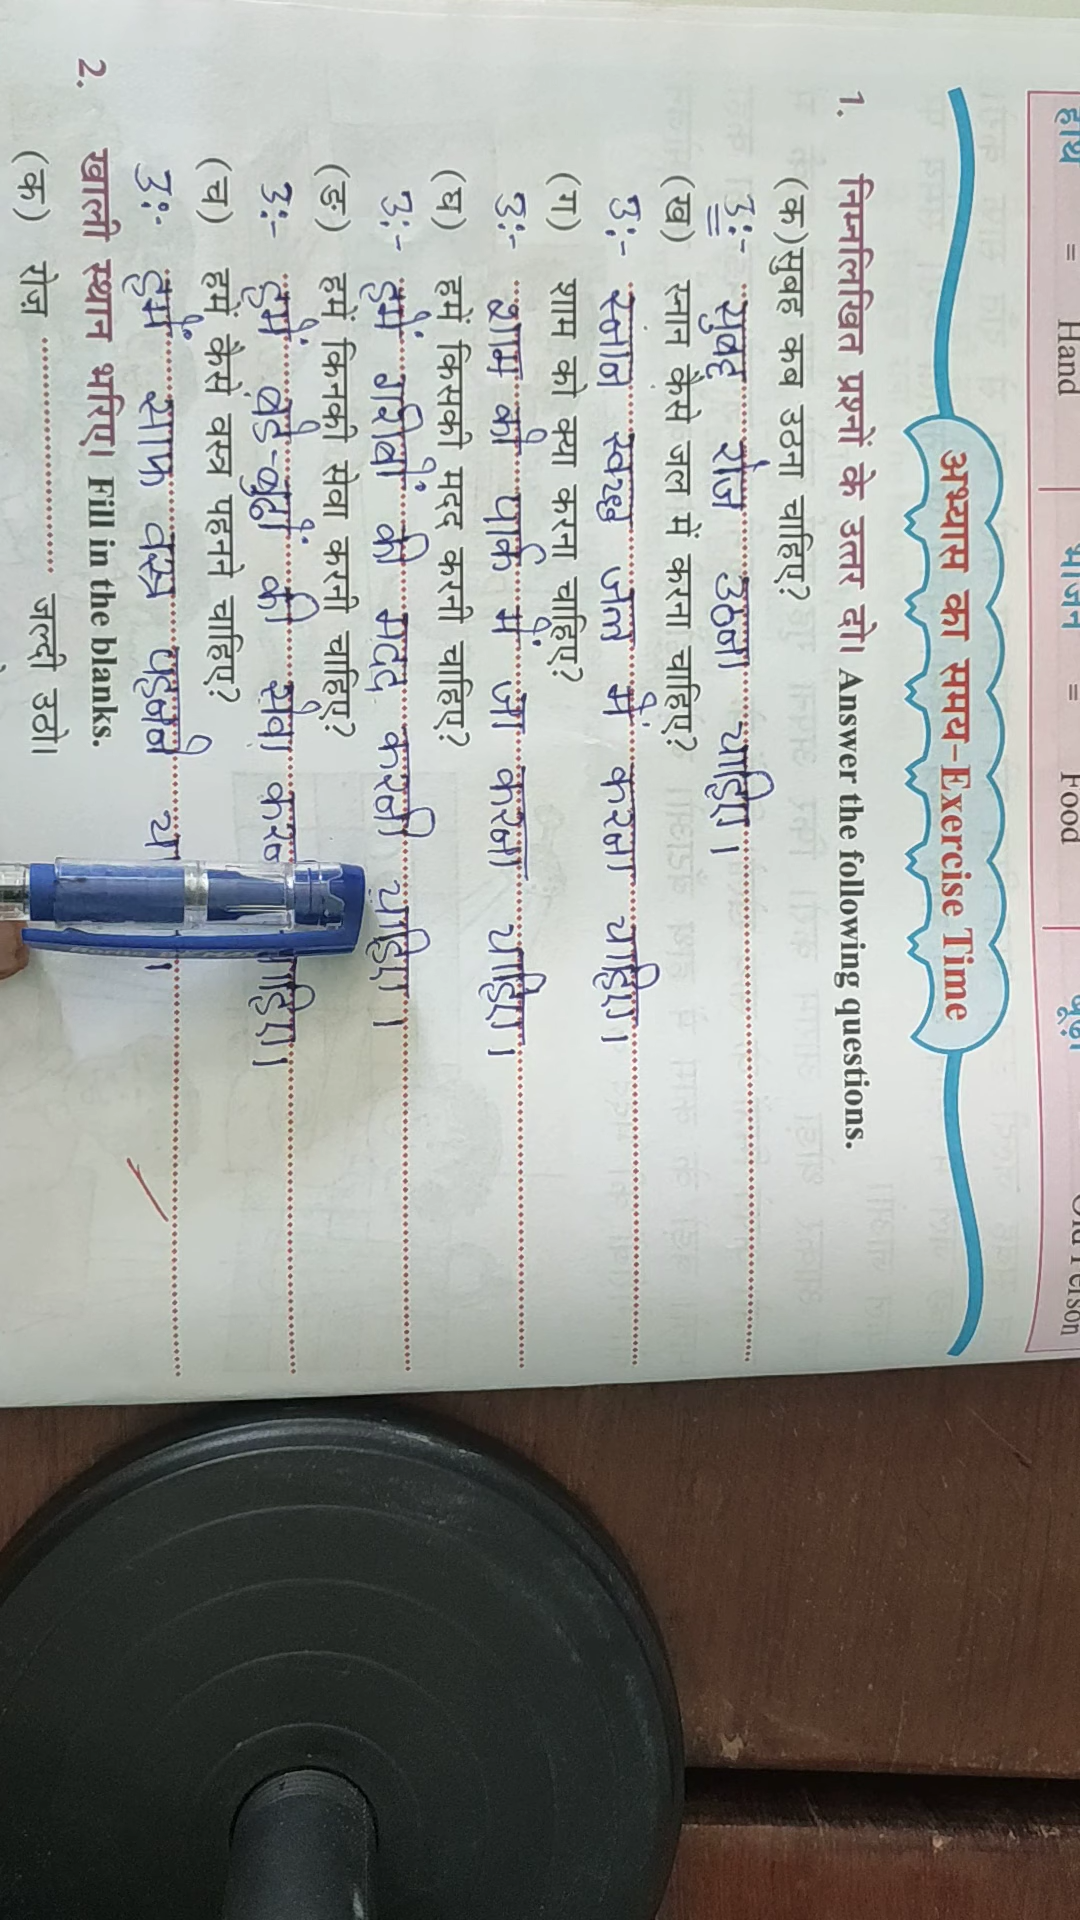 हाथ = Hand भोजन = Food बूढ़ा Old Person
अभ्यास का समय-Exercise Time
1. निम्नलिखित प्रश्नों के उत्तर दो। Answer the following questions.
(क) सुबह कब उठना चाहिए?
उ:- सुबह रोज उठना चाहिए।
(ख) स्नान कैसे जल में करना चाहिए?
उ:- स्नान स्वच्छ जल में करना चाहिए।
(ग) शाम को क्या करना चाहिए?
उ:- शाम को पार्क में जा करना चाहिए।
(घ) हमें किसकी मदद करनी चाहिए?
उ:- हमें गरिबों की मदद करनी चाहिए।
(ङ) हमें किनकी सेवा करनी चाहिए?
उ:- हमें बड़े-बुढ़ों की सेवा चाहिए।
(च) हमें कैसे वस्त्र पहनने चाहिए?
उ:- हमें साफ वस्त्र पहनने
2. खाली स्थान भरिए। Fill in the blanks.
(क) रोज़ .................... जल्दी उठो।